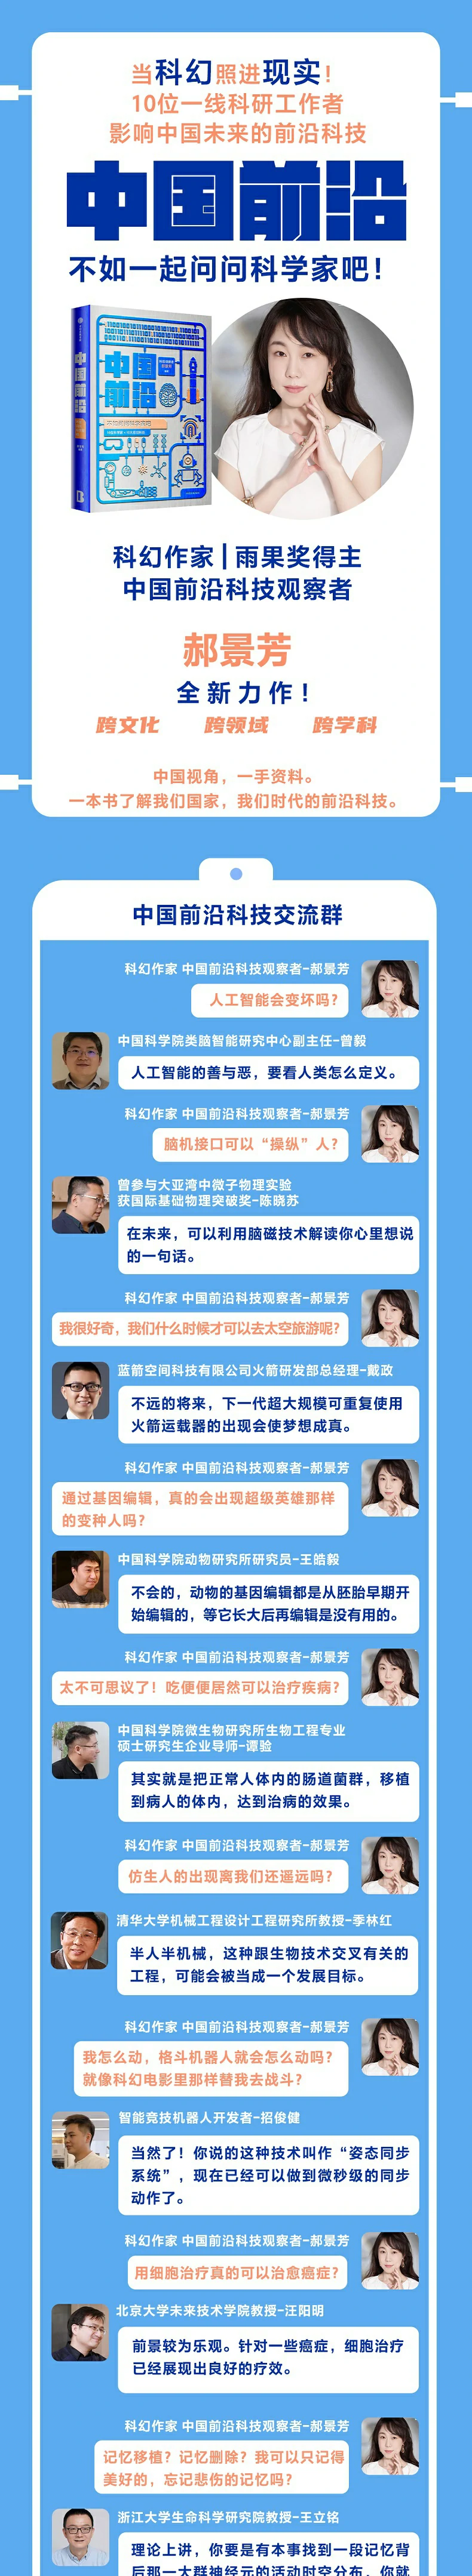 当科幻照进现实!
10位一线科研工作者
影响中国未来的前沿科技
中国前沿
不如一起问问科学家吧!
中国前沿
中国
前沿
科幻作家|雨果奖得主
中国前沿科技观察者
郝景芳
全新力作!
跨文化 跨领域 跨学科
中国视角，一手资料。
一本书了解我们国家，我们时代的前沿科技。
中国前沿科技交流群
科幻作家 中国前沿科技观察者-郝景芳
人工智能会变坏吗?
中国科学院类脑智能研究中心副主任-曾毅
人工智能的善与恶，要看人类怎么定义。
科幻作家 中国前沿科技观察者-郝景芳
脑机接口可以“操纵”人?
曾参与大亚湾中微子物理实验
获国际基础物理突破奖-陈晓苏
在未来，可以利用脑磁技术解读你心里想说
的一句话。
科幻作家 中国前沿科技观察者-郝景芳
我很好奇，我们什么时候才可以去太空旅游呢?
蓝箭空间科技有限公司火箭研发部总经理-戴政
不远的将来，下一代超大规模可重复使用
火箭运载器的出现会使梦想成真。
科幻作家 中国前沿科技观察者-郝景芳
通过基因编辑，真的会出现超级英雄那样
的变种人吗?
中国科学院动物研究所研究员-王皓毅
不会的，动物的基因编辑都是从胚胎早期开
始编辑的，等它长大后再编辑是没有用的。
科幻作家 中国前沿科技观察者-郝景芳
太不可思议了！吃便便居然可以治疗疾病?
中国科学院微生物研究所生物工程专业
硕士研究生企业导师-谭验
其实就是把正常人体内的肠道菌群，移植
到病人的体内，达到治病的效果。
科幻作家 中国前沿科技观察者-郝景芳
仿生人的出现离我们还遥远吗?
清华大学机械工程设计工程研究所教授-季林红
半人半机械，这种跟生物技术交叉有关的
工程，可能会被当成一个发展目标。
科幻作家 中国前沿科技观察者-郝景芳
我怎么动，格斗机器人就会怎么动吗?
就像科幻电影里那样替我去战斗?
智能竞技机器人开发者-招俊健
当然了！你说的这种技术叫作“姿态同步
系统”，现在已经可以做到微秒级的同步
动作了。
科幻作家 中国前沿科技观察者-郝景芳
用细胞治疗真的可以治愈癌症?
北京大学未来技术学院教授-汪阳明
前景较为乐观。针对一些癌症，细胞治疗
已经展现出良好的疗效。
科幻作家 中国前沿科技观察者-郝景芳
记忆移植？记忆删除？我可以只记得
美好的，忘记悲伤的记忆吗?
浙江大学生命科学研究院教授-王立铭
理论上讲，你要是有本事找到一段记忆背
后那一大群神经元的活动时空分布，你就